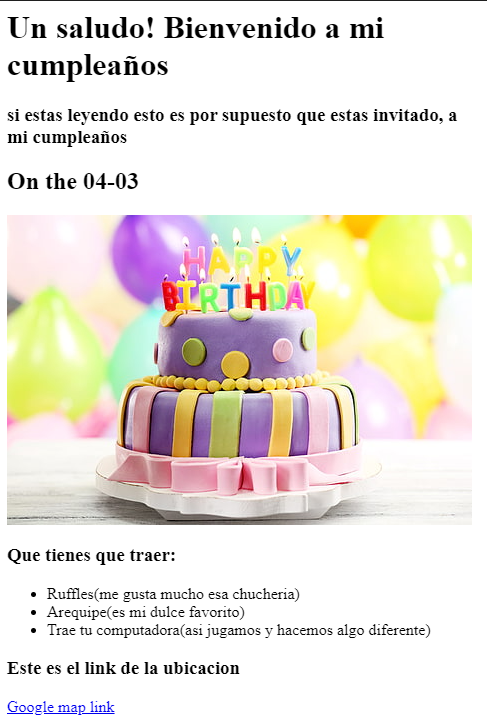 Un saludo! Bienvenido a mi
cumpleaños
si estas leyendo esto es por supuesto que estas invitado, a
mi cumpleaños
On the 04-03
HAPPY
BIRTHDAY
Que tienes que traer:
Ruffles(me gusta mucho esa chucheria)
Arequipe(es mi dulce favorito)
Trae tu computadora(asi jugamos y hacemos algo diferente)
Este es el link de la ubicacion
Google map link